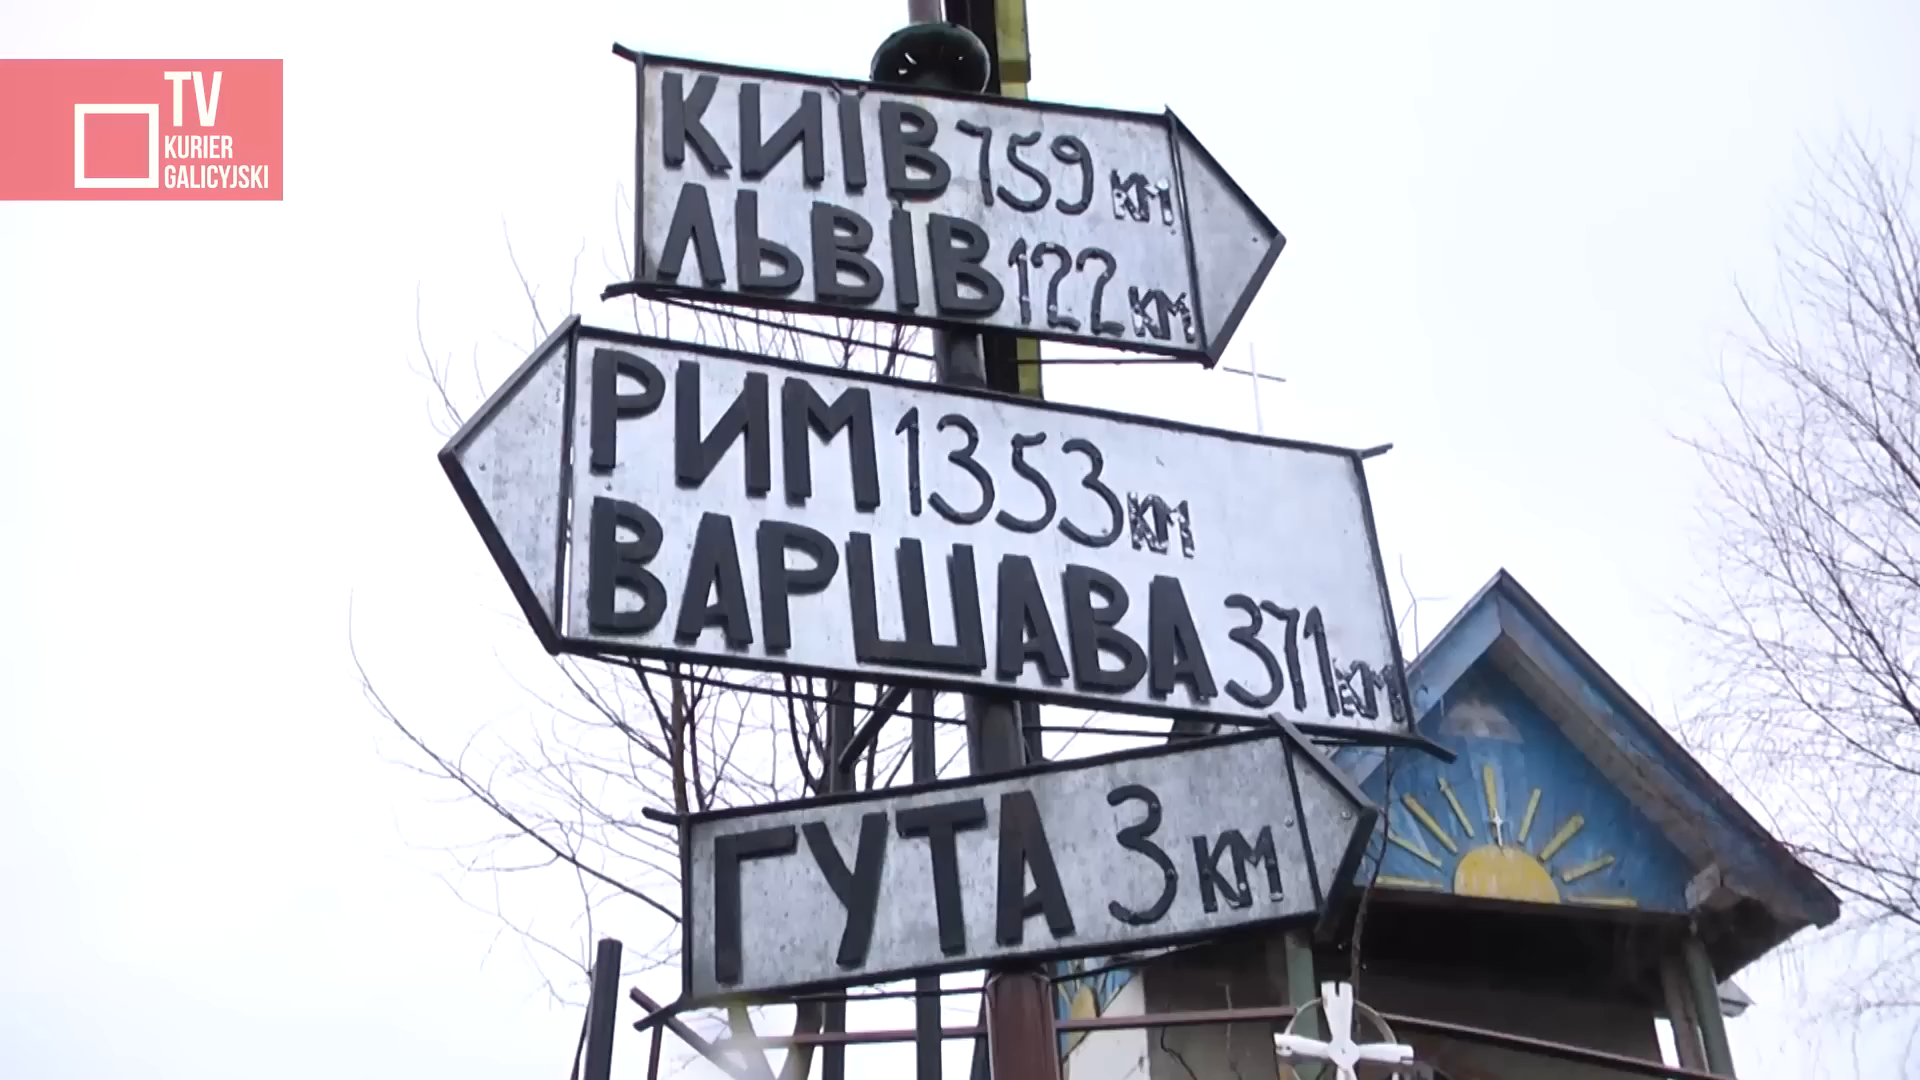 TV
KURIER
GALICYJSKI
КИЇВ 759 КМ
ЛЬВІВ 122 КМ
РИМ 1353 КМ
ВАРШАВА 371 КМ
ГУТА 3 КМ